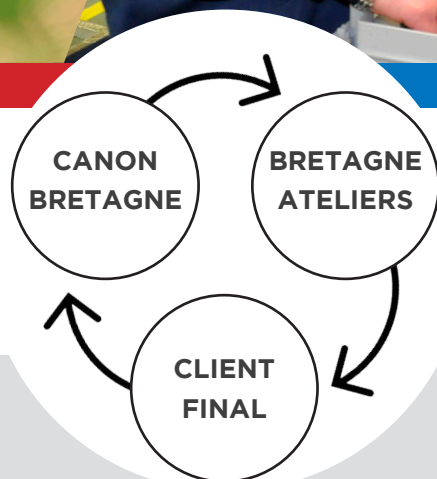 CANON
BRETAGNE
BRETAGNE
ATELIERS
CLIENT
FINAL